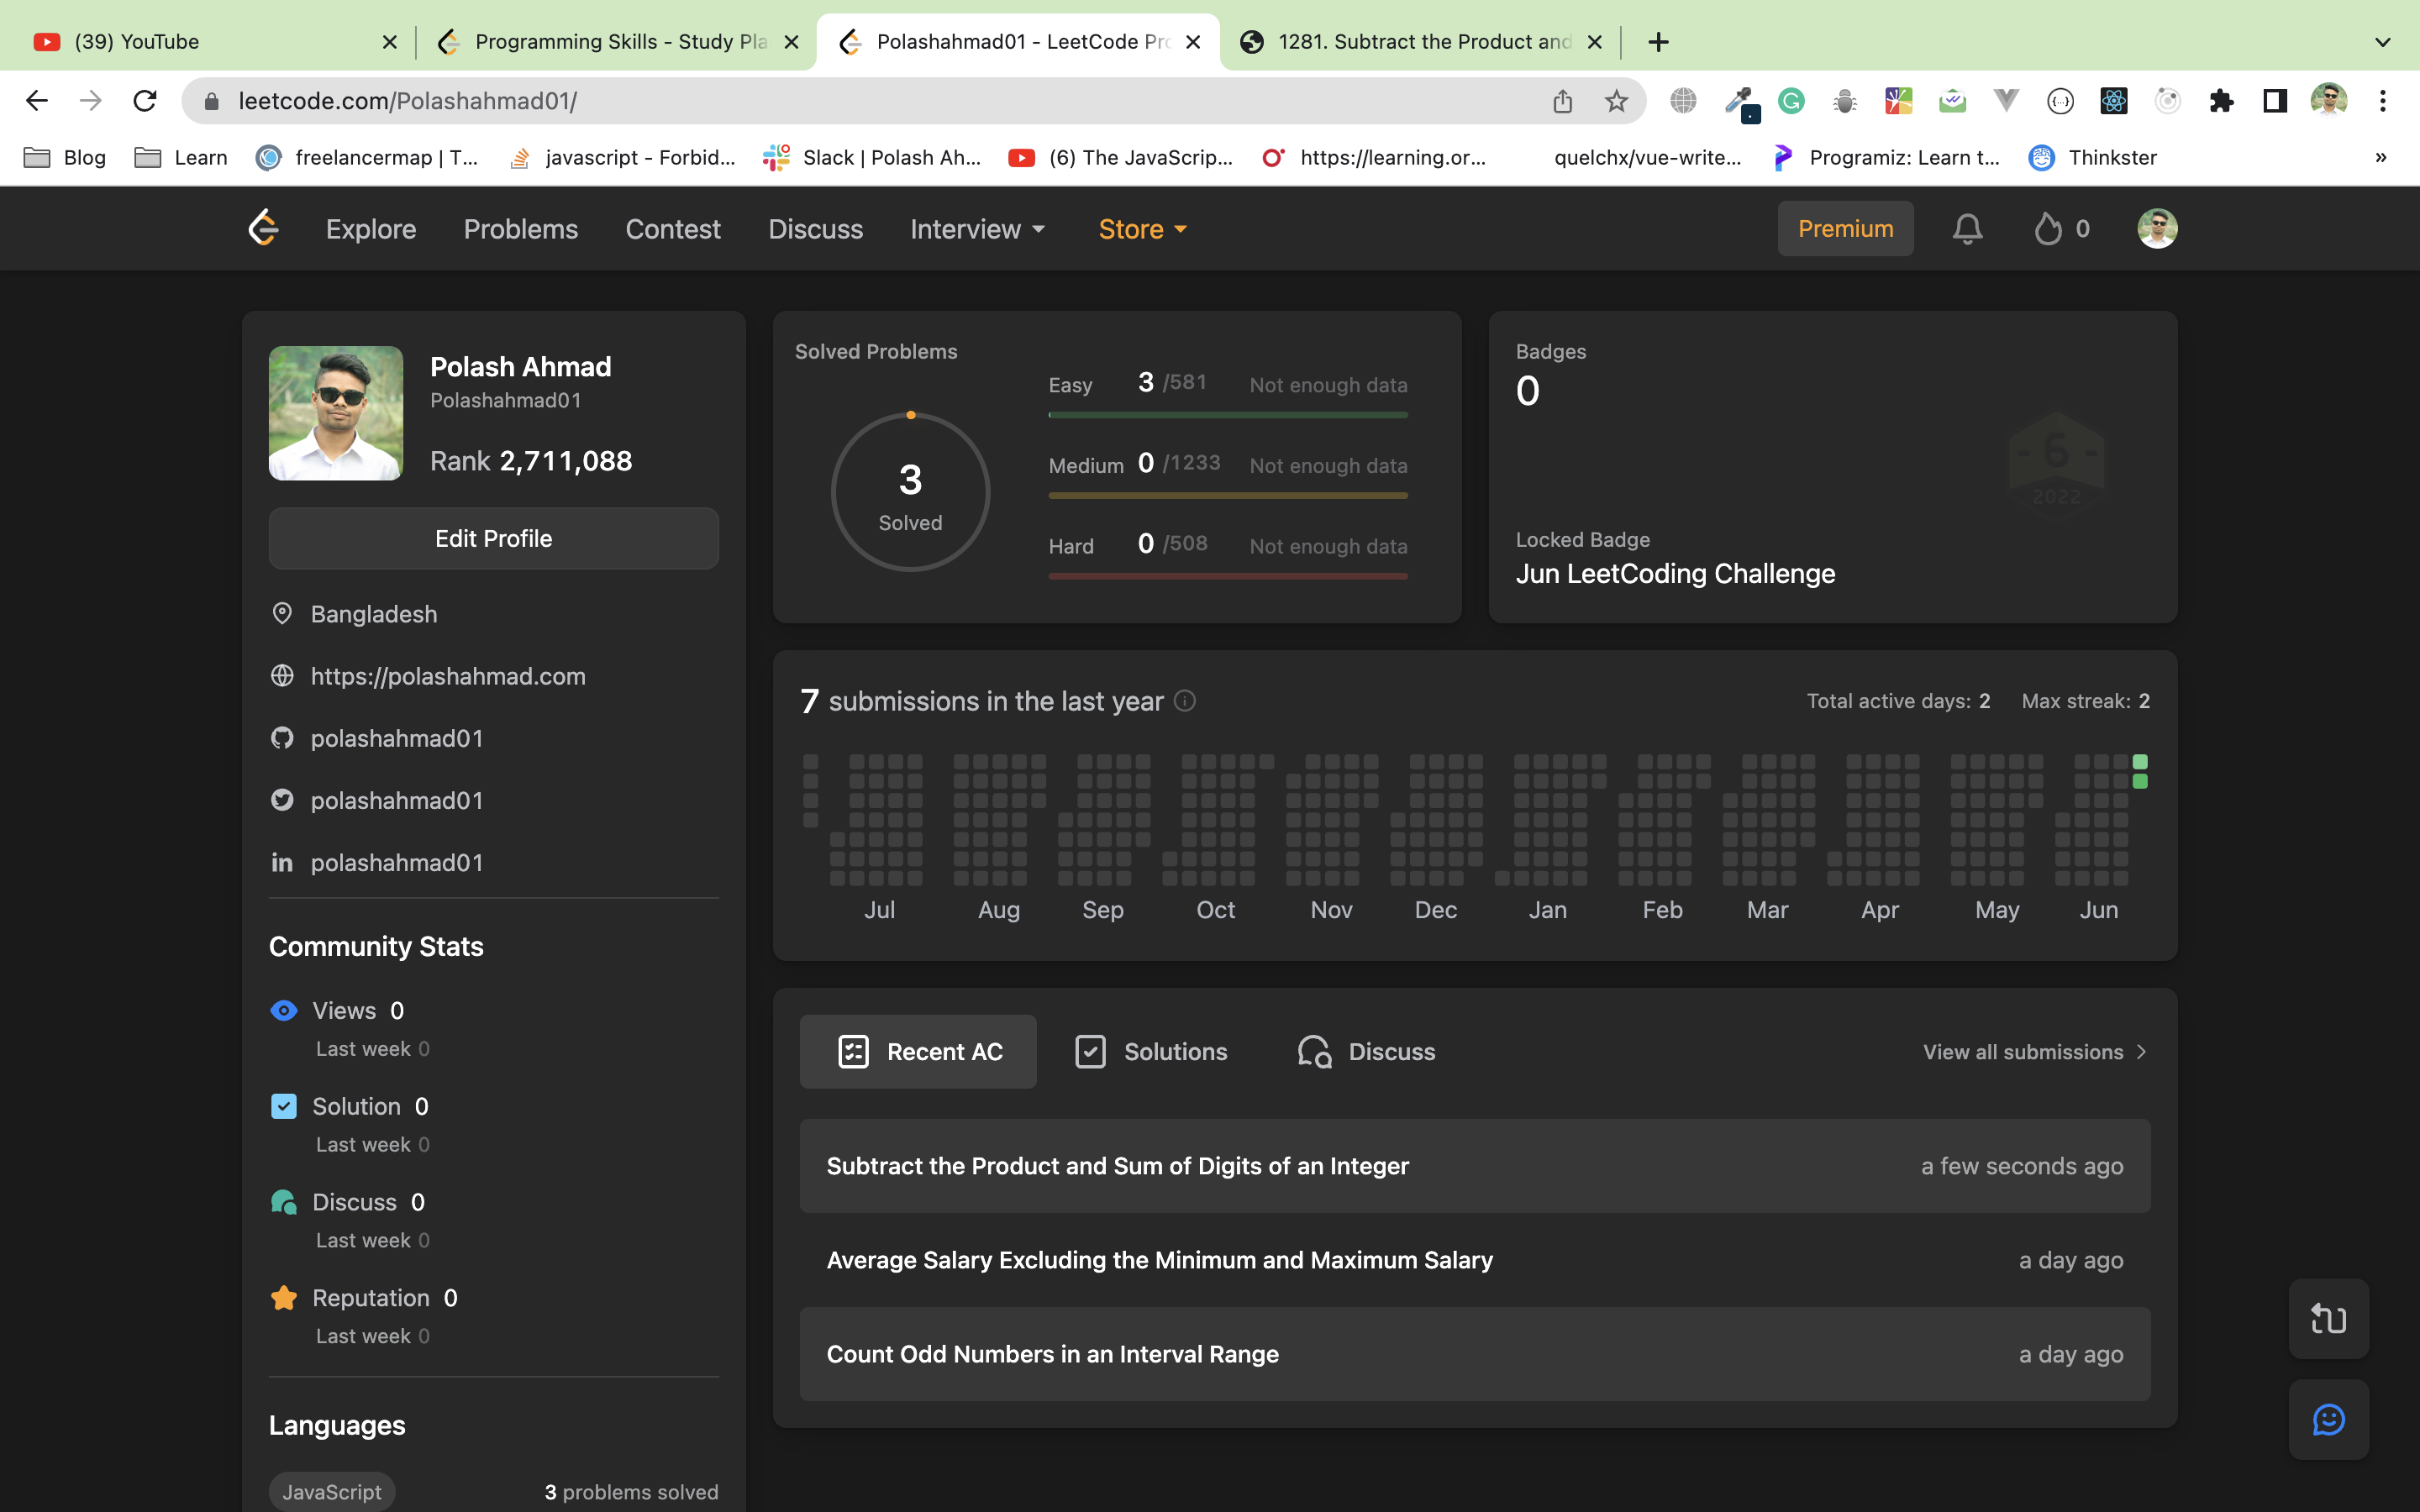 (39) YouTube
Programming Skills - Study Pla
Polashahmad01 - LeetCode Pro
1281. Subtract the Product and
leetcode.com/Polashahmad01/
Blog
Learn
freelancermap | T...
javascript - Forbid...
Slack | Polash Ah...
(6) The JavaScrip...
https://learning.or...
quelchx/vue-write...
Programiz: Learn t...
Thinkster
»
Explore
Problems
Contest
Discuss
Interview
Store
Premium
0
Polash Ahmad
Polashahmad01
Rank 2,711,088
Edit Profile
Bangladesh
https://polashahmad.com
polashahmad01
polashahmad01
polashahmad01
Community Stats
Views 0
Last week 0
Solution 0
Last week 0
Discuss 0
Last week 0
Reputation 0
Last week 0
Languages
JavaScript
3 problems solved
Solved Problems
3
Solved
Easy 3 /581 Not enough data
Medium 0 /1233 Not enough data
Hard 0 /508 Not enough data
Badges
0
6
2022
Locked Badge
Jun LeetCoding Challenge
7 submissions in the last year
Total active days: 2 Max streak: 2
Jul Aug Sep Oct Nov Dec Jan Feb Mar Apr May Jun
Recent AC
Solutions
Discuss
View all submissions
Subtract the Product and Sum of Digits of an Integer
a few seconds ago
Average Salary Excluding the Minimum and Maximum Salary
a day ago
Count Odd Numbers in an Interval Range
a day ago